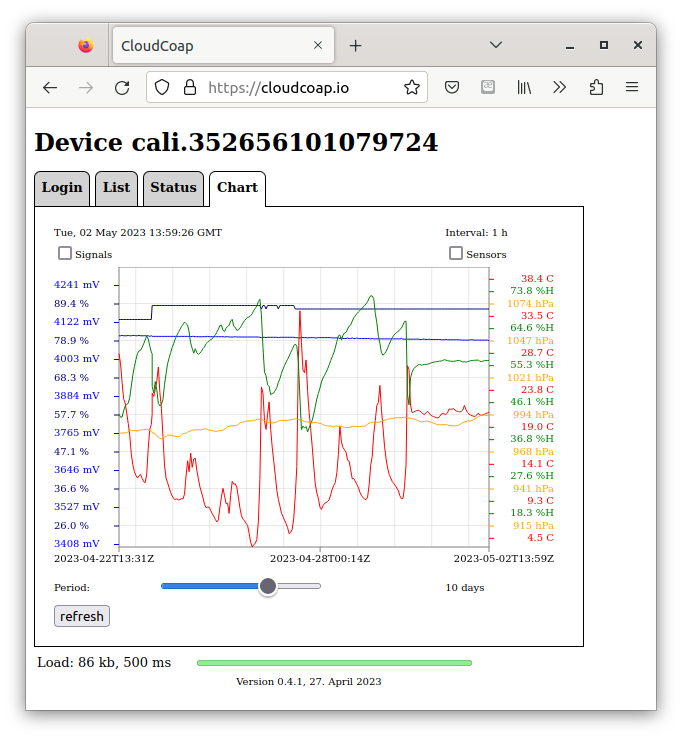 CloudCoap
https://cloudcoap.io
Device cali.352656101079724
Login List Status Chart
Tue, 02 May 2023 13:59:26 GMT Interval: 1 h
Signals Sensors
38.4 C
4241 mV
73.8 %H
89.4 % 1074 hPa
33.5 C
4122 mV
64.6 %H
78.9 % 1047 hPa
28.7 C
4003 mV
55.3 %H
68.3 % 1021 hPa
23.8 C
3884 mV
46.1 %H
57.7 % 994 hPa
19.0 C
3765 mV
36.8 %H
47.1 % 968 hPa
14.1 C
3646 mV
27.6 %H
36.6 % 941 hPa
9.3 C
3527 mV
18.3 %H
26.0 % 915 hPa
4.5 C
3408 mV
2023-04-22T13:31Z 2023-04-28T00:14Z 2023-05-02T13:59Z
Period: 10 days
refresh
Load: 86 kb, 500 ms
Version 0.4.1, 27. April 2023